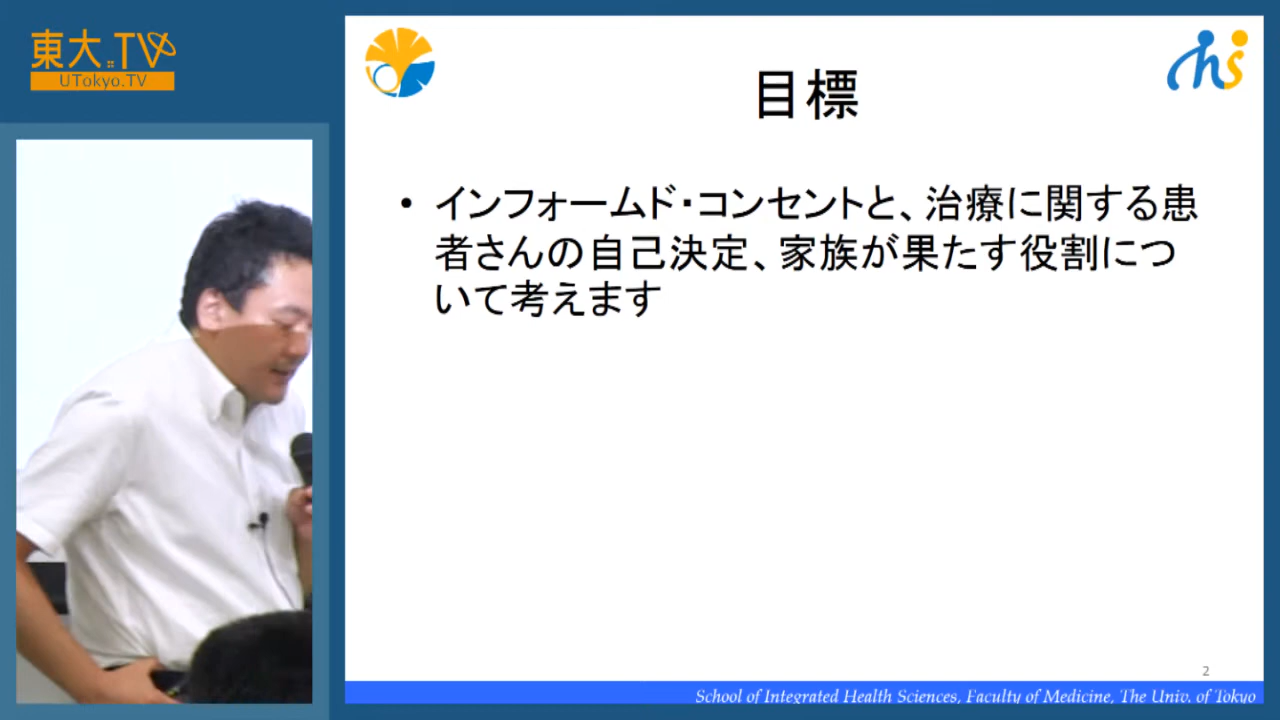 東大.TV
UTokyo.TV
目標
• インフォームド・コンセントと、治療に関する患
者さんの自己決定、家族が果たす役割につ
いて考えます
2
School of Integrated Health Sciences, Faculty of Medicine, The Univ. of Tokyo